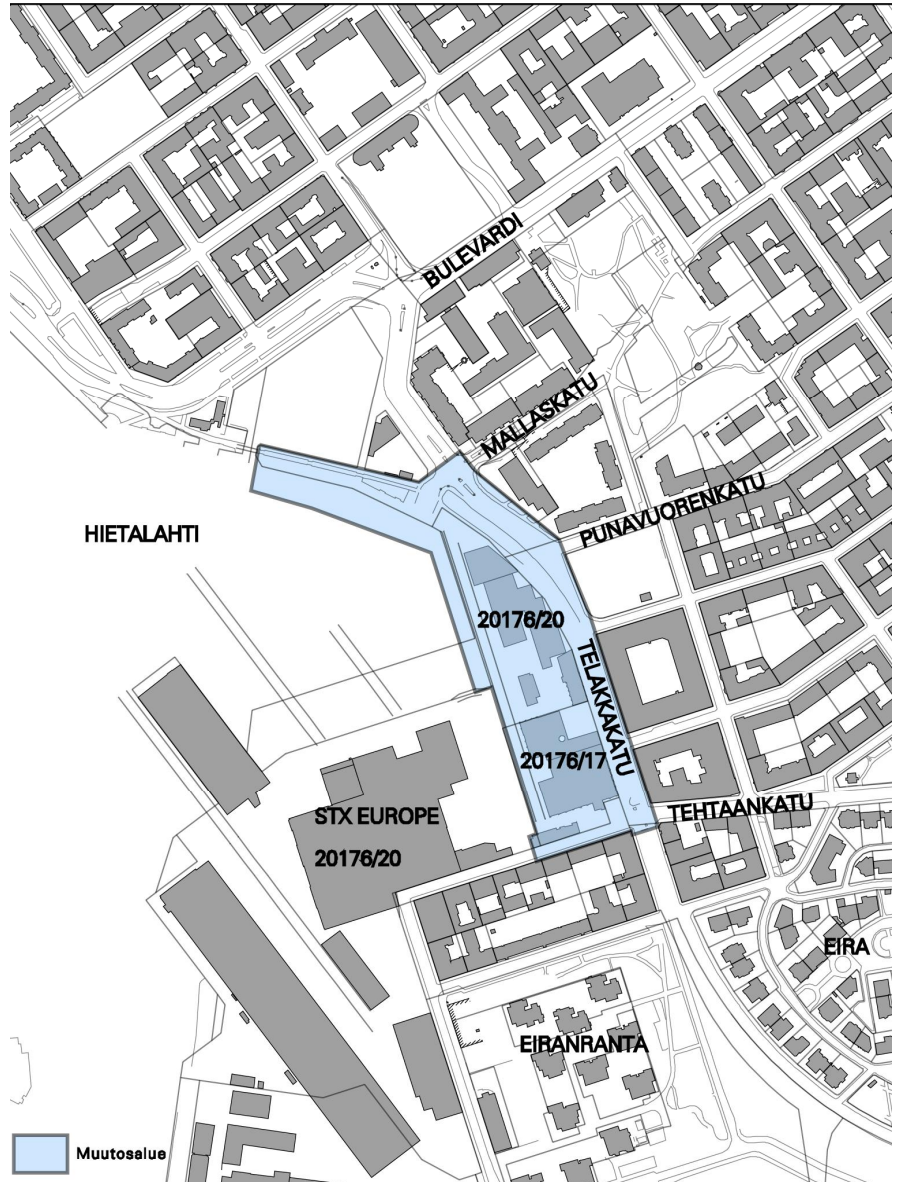 BULEVARDI
MALLASKATU
PUNAVUORENKATU
HIETALAHTI
20176/20
TELAKKAKATU
20176/17
TEHTAANKATU
STX EUROPE
20176/20
EIRA
EIRANRANTA
Muutosalue